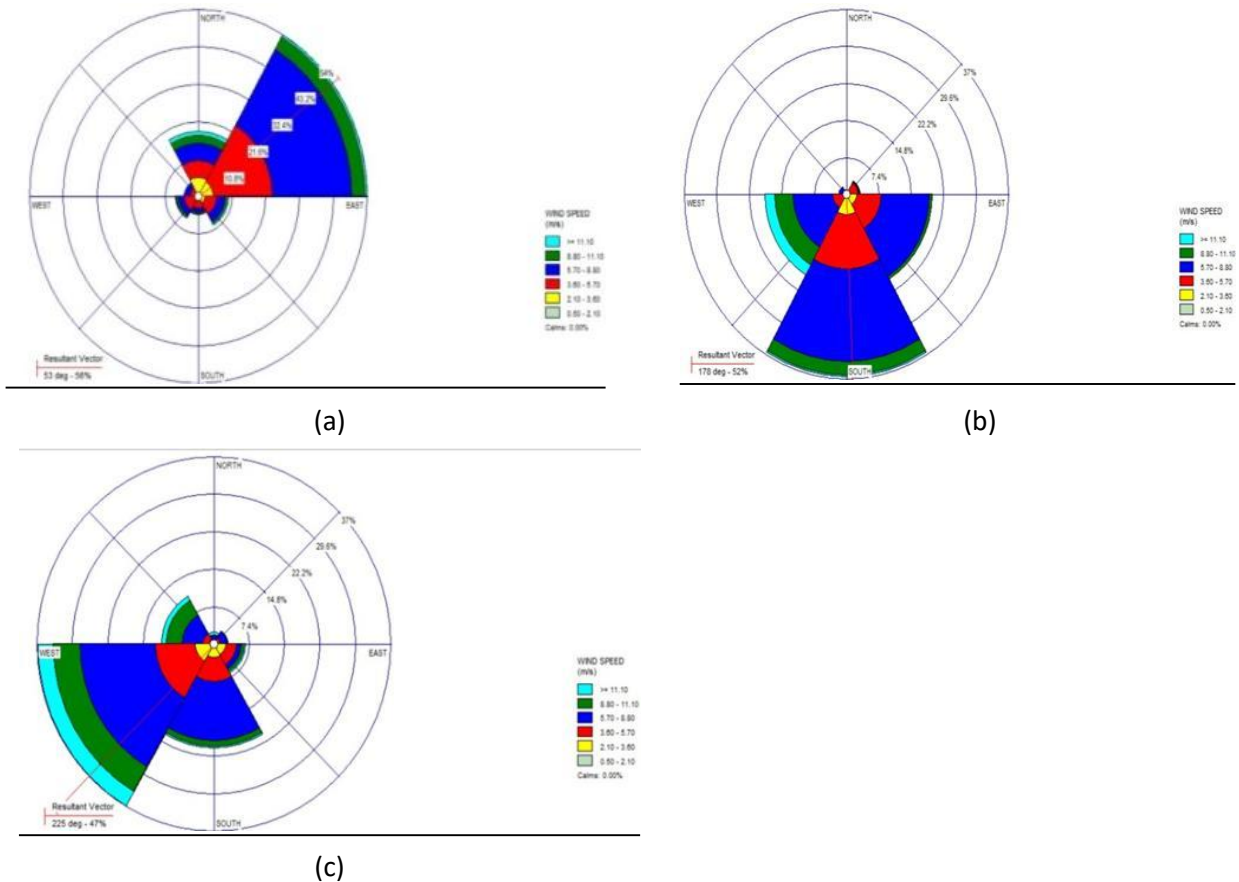 NORTH
54%
43.2%
32.4%
21.6%
10.8%
WEST
EAST
WIND SPEED
(m/s)
>= 11.10
8.80 - 11.10
5.70 - 8.80
3.60 - 5.70
2.10 - 3.60
0.50 - 2.10
Calms: 0.00%
Resultant Vector
53 deg - 56%
SOUTH
(a)
NORTH
37%
29.6%
22.2%
14.8%
7.4%
WEST
EAST
WIND SPEED
(m/s)
>= 11.10
8.80 - 11.10
5.70 - 8.80
3.60 - 5.70
2.10 - 3.60
0.50 - 2.10
Calms: 0.00%
Resultant Vector
178 deg - 52%
SOUTH
(b)
NORTH
37%
29.6%
22.2%
14.8%
7.4%
WEST
EAST
WIND SPEED
(m/s)
>= 11.10
8.80 - 11.10
5.70 - 8.80
3.60 - 5.70
2.10 - 3.60
0.50 - 2.10
Calms: 0.00%
Resultant Vector
225 deg - 47%
SOUTH
(c)